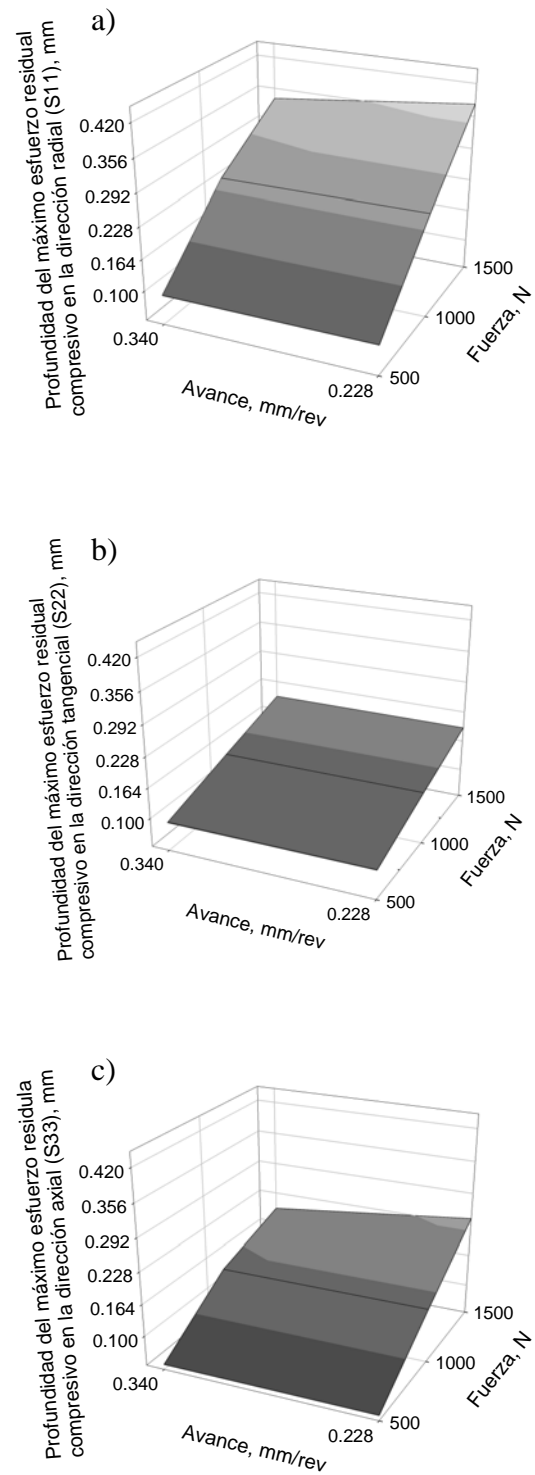 a)
Profundidad del máximo esfuerzo residual
compresivo en la dirección radial (S11), mm
0.420
0.356
0.292
0.228
0.164
0.100
0.340
Avance, mm/rev
0.228
500
1000
1500
Fuerza, N
b)
Profundidad del máximo esfuerzo residual
compresivo en la dirección tangencial (S22), mm
0.420
0.356
0.292
0.228
0.164
0.100
0.340
Avance, mm/rev
0.228
500
1000
1500
Fuerza, N
c)
Profundidad del máximo esfuerzo residula
compresivo en la dirección axial (S33), mm
0.420
0.356
0.292
0.228
0.164
0.100
0.340
Avance, mm/rev
0.228
500
1000
1500
Fuerza, N